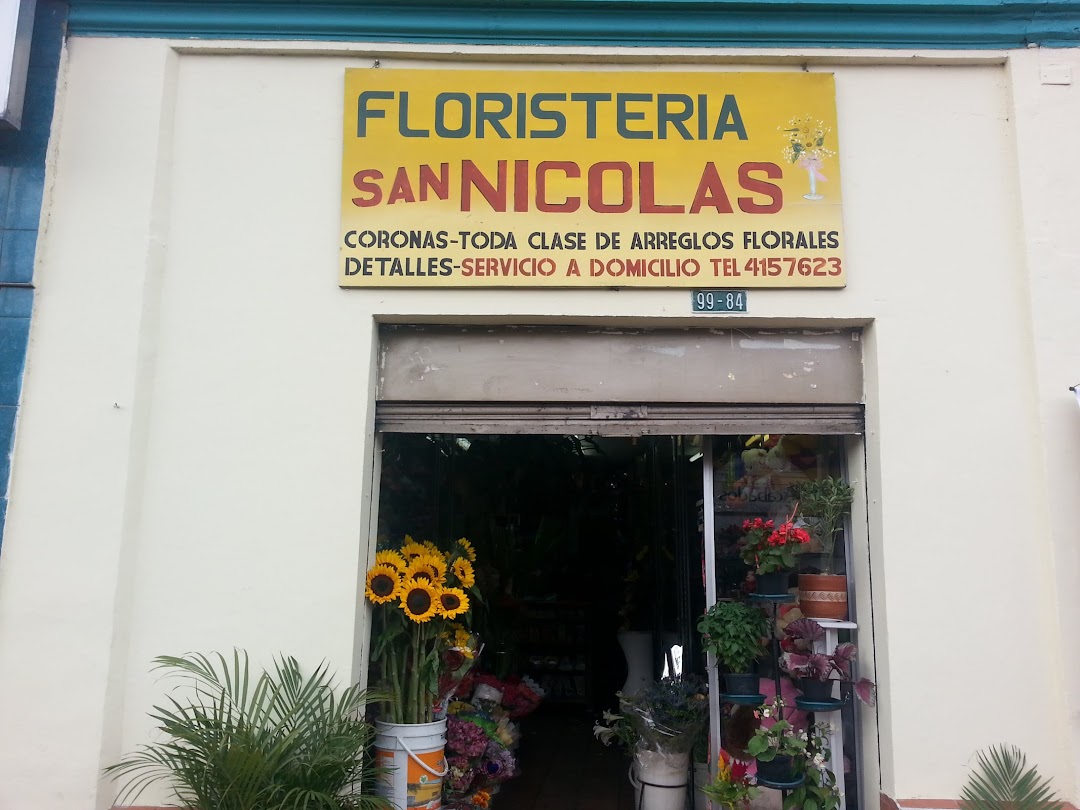 FLORISTERIA
SAN NICOLAS
CORONAS-TODA CLASE DE ARREGLOS FLORALES
DETALLES-SERVICIO A DOMICILIO TEL 4157623
99-84